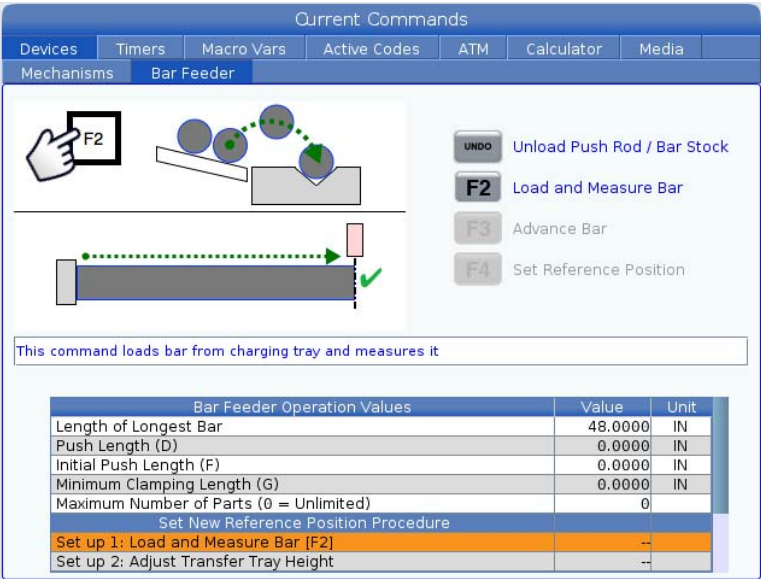 Current Commands
Devices Timers Macro Vars Active Codes ATM Calculator Media
Mechanisms Bar Feeder
F2
UNDO Unload Push Rod / Bar Stock
F2 Load and Measure Bar
F3 Advance Bar
F4 Set Reference Position
This command loads bar from charging tray and measures it
Bar Feeder Operation Values Value Unit
Length of Longest Bar 48.0000 IN
Push Length (D) 0.0000 IN
Initial Push Length (F) 0.0000 IN
Minimum Clamping Length (G) 0.0000 IN
Maximum Number of Parts (0 = Unlimited) 0
Set New Reference Position Procedure
Set up 1: Load and Measure Bar [F2] --
Set up 2: Adjust Transfer Tray Height --